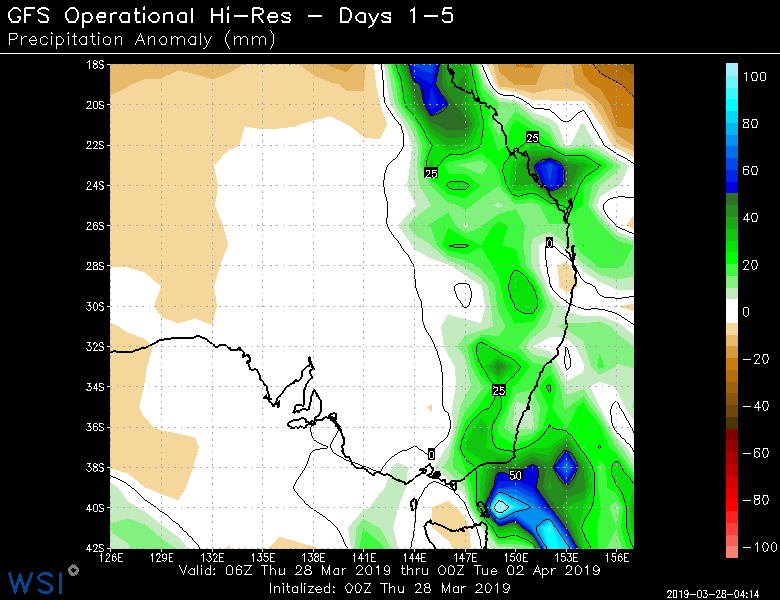 GFS Operational Hi-Res - Days 1-5
Precipitation Anomaly (mm)
18S
20S
22S
24S
26S
28S
30S
32S
34S
36S
38S
40S
42S
25
25
0
25
0
50
100
80
60
40
20
0
-20
-40
-60
-80
-100
126E 129E 132E 135E 138E 141E 144E 147E 150E 153E 156E
Valid: 06Z Thu 28 Mar 2019 thru 00Z Tue 02 Apr 2019
Initalized: 00Z Thu 28 Mar 2019
WSI
2019-03-28-04:14